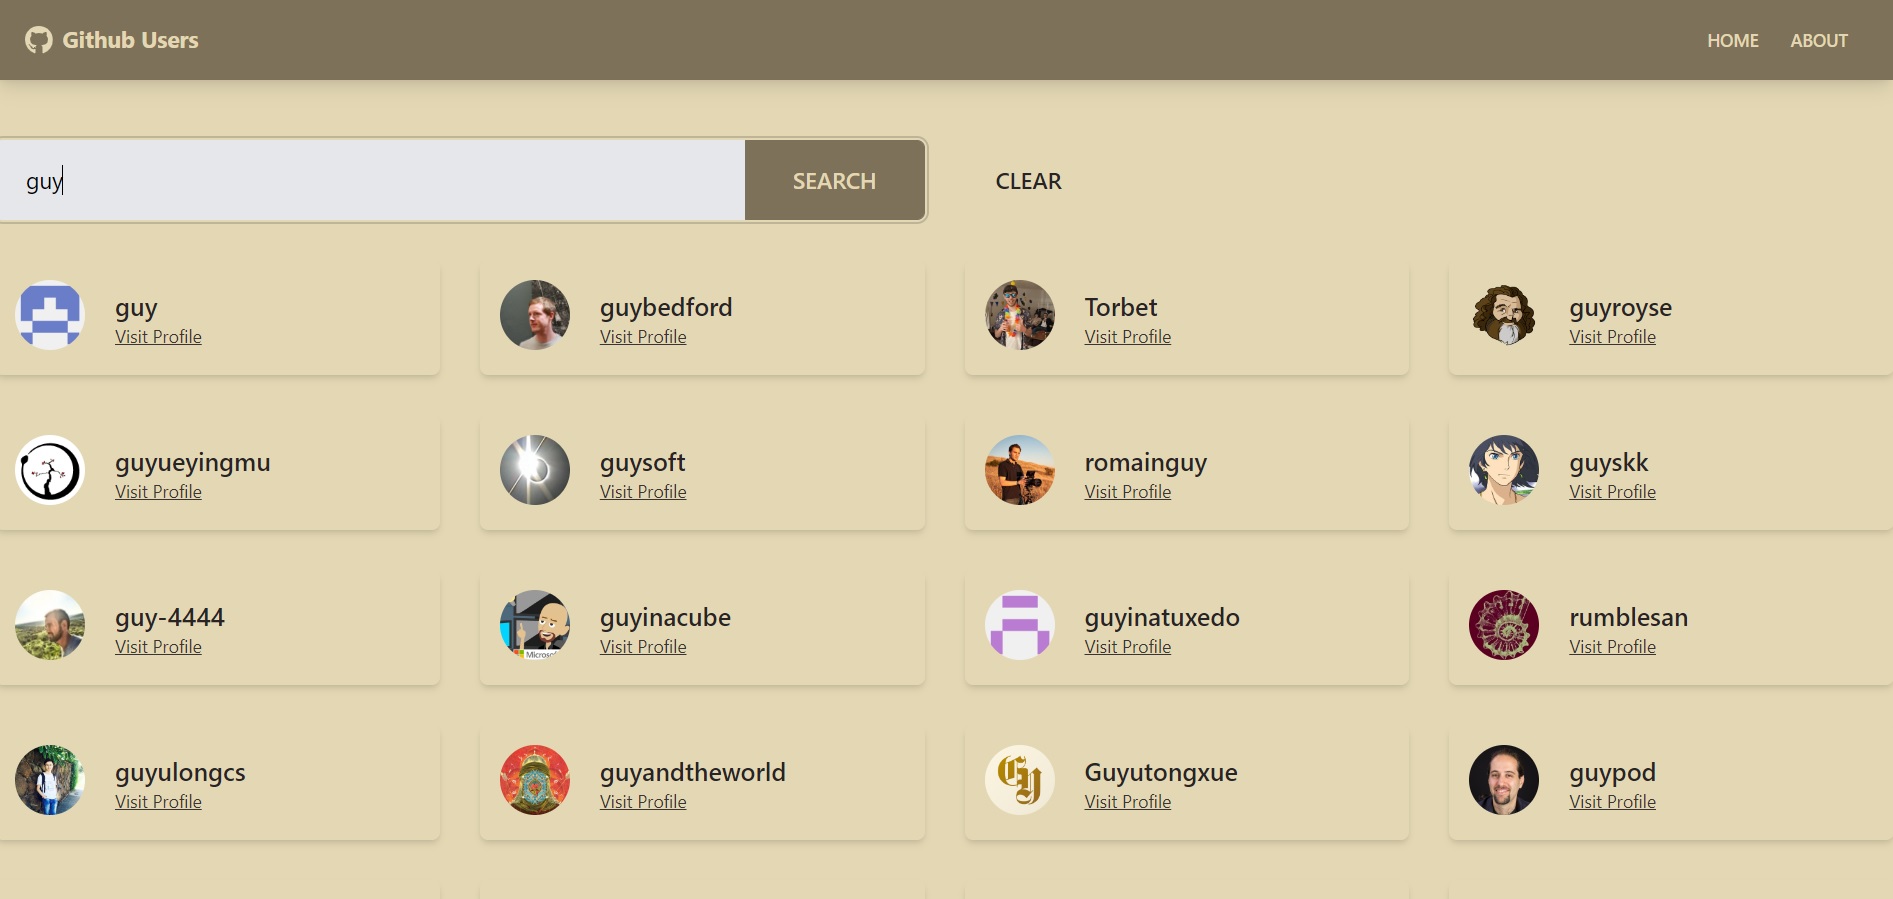 Github Users
HOME ABOUT
guy SEARCH CLEAR
guy guybedford Torbet guyroyse
Visit Profile Visit Profile Visit Profile Visit Profile
guyueyingmu guysoft romainguy guyskk
Visit Profile Visit Profile Visit Profile Visit Profile
guy-4444 guyinacube guyinatuxedo rumblesan
Visit Profile Visit Profile Visit Profile Visit Profile
guyulongcs guyandtheworld Guyutongxue guypod
Visit Profile Visit Profile Visit Profile Visit Profile